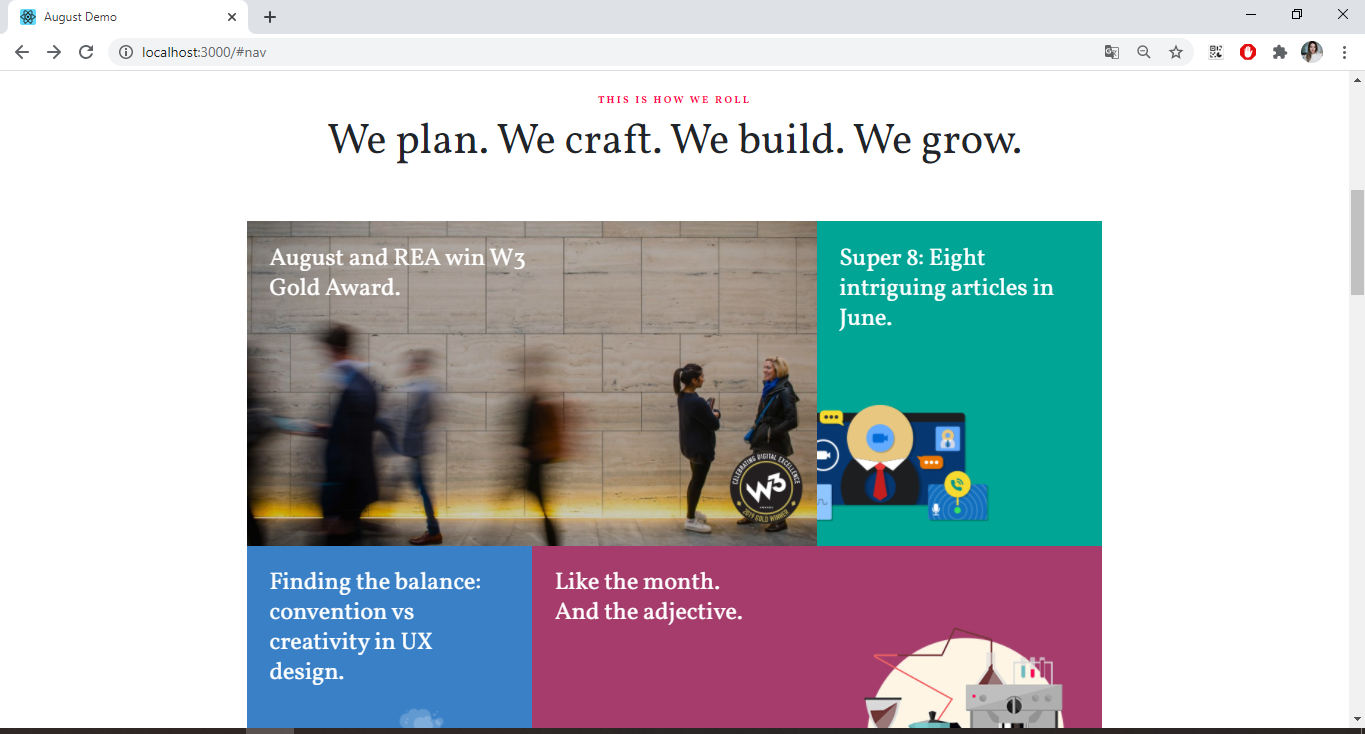 August Demo
localhost:3000/#nav
THIS IS HOW WE ROLL
We plan. We craft. We build. We grow.
August and REA win W3
Gold Award.
CELEBRATING DIGITAL EXCELLENCE
W3
AWARDS
2019 GOLD WINNER
Super 8: Eight
intriguing articles in
June.
Finding the balance:
convention vs
creativity in UX
design.
Like the month.
And the adjective.